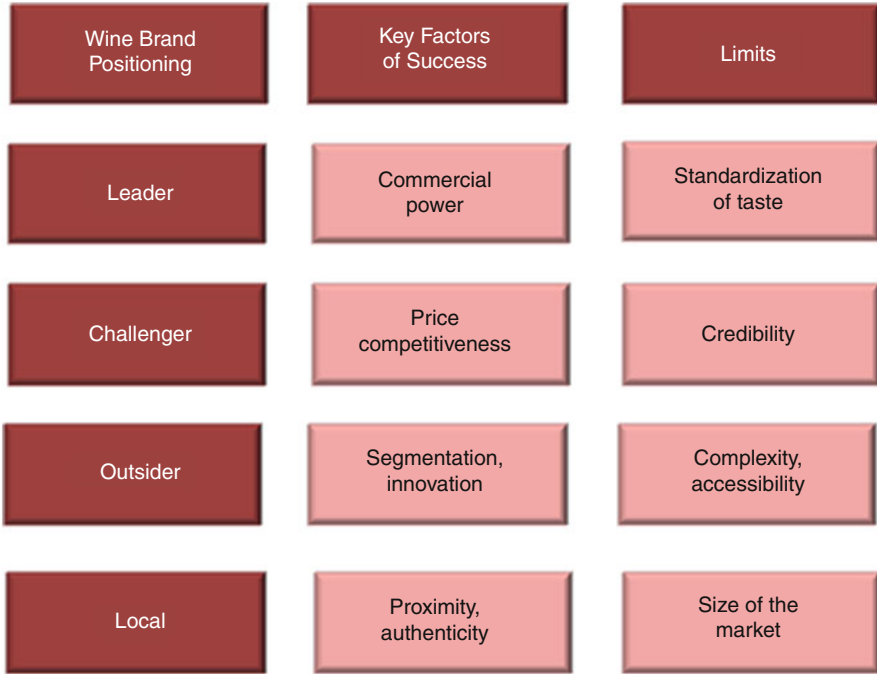 Wine Brand
Positioning
Key Factors
of Success
Limits
Leader
Commercial
power
Standardization
of taste
Challenger
Price
competitiveness
Credibility
Outsider
Segmentation,
innovation
Complexity,
accessibility
Local
Proximity,
authenticity
Size of the
market